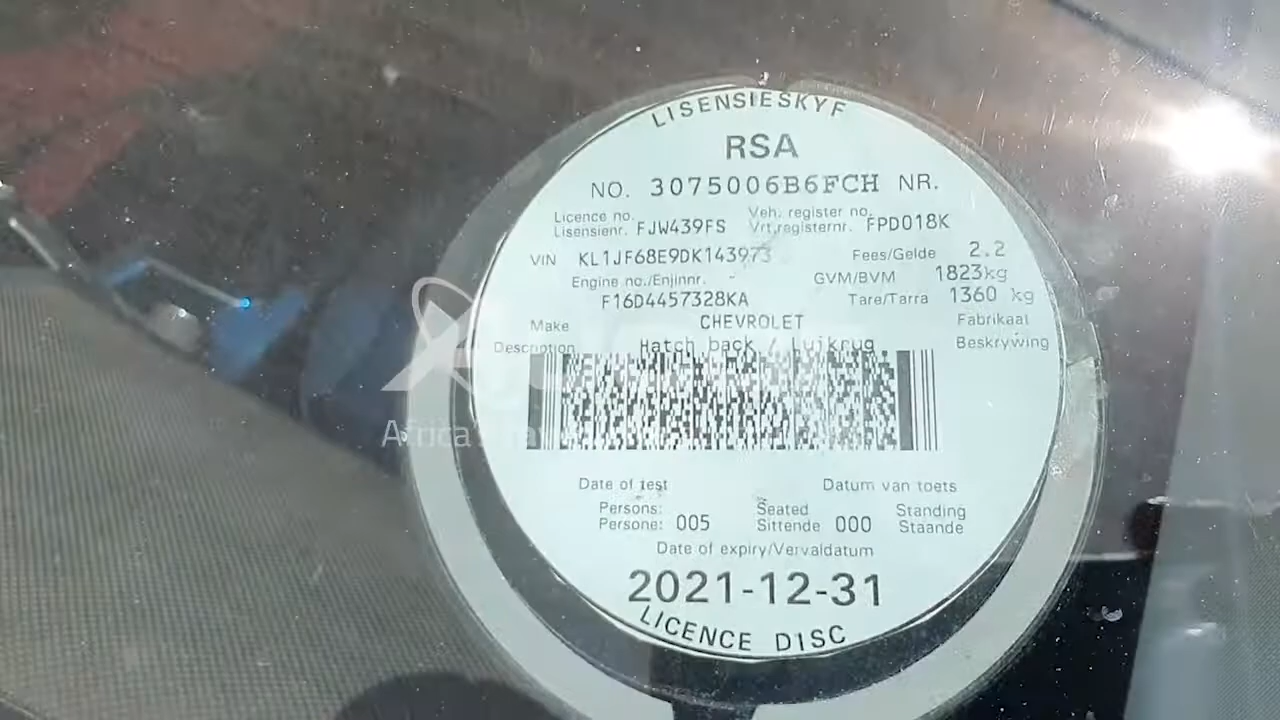 LISENSIESKYF
RSA
NO. 3075006B6FCH NR.
Licence no. Veh. register no.
Lisensienr. FJW439FS Vrt.registernr. FPD018K
VIN KL1JF68E9DK143973 Fees/Gelde 2.2
Engine no./Enjinnr. GVM/BVM 1823kg
F16D4457328KA Tare/Tarra 1360 kg
Make CHEVROLET Fabrikaat
Description Hatch back / Luikrug Beskrywing
Africa's
Date of test Datum van toets
Persons: Seated Standing
Persone: 005 Sittende 000 Staande
Date of expiry/Vervaldatum
2021-12-31
LICENCE DISC